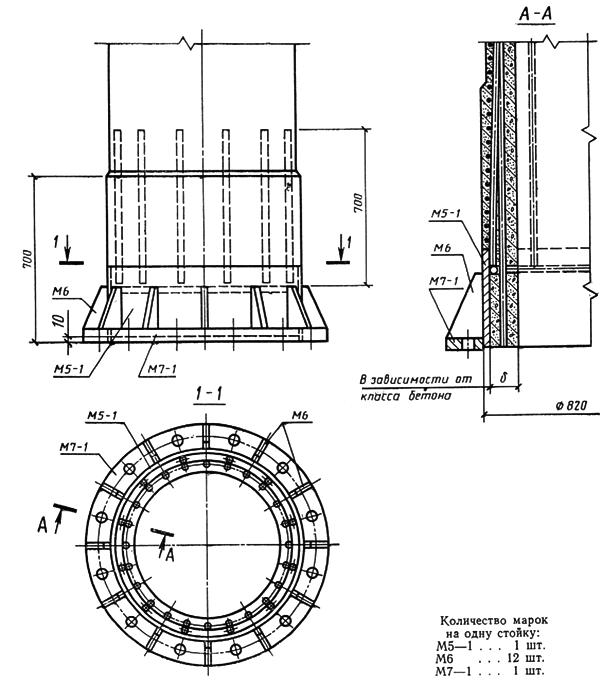 А-А
700
700
1
1
М6
10
М5-1
М7-1
М5-1
М6
М7-1
В зависимости от
класса бетона
δ
Ф 820
1-1
М5-1
М6
М7-1
А
А
Количество марок
на одну стойку:
М5—1 . . . 1 шт.
М6 . . . 12 шт.
М7—1 . . . 1 шт.